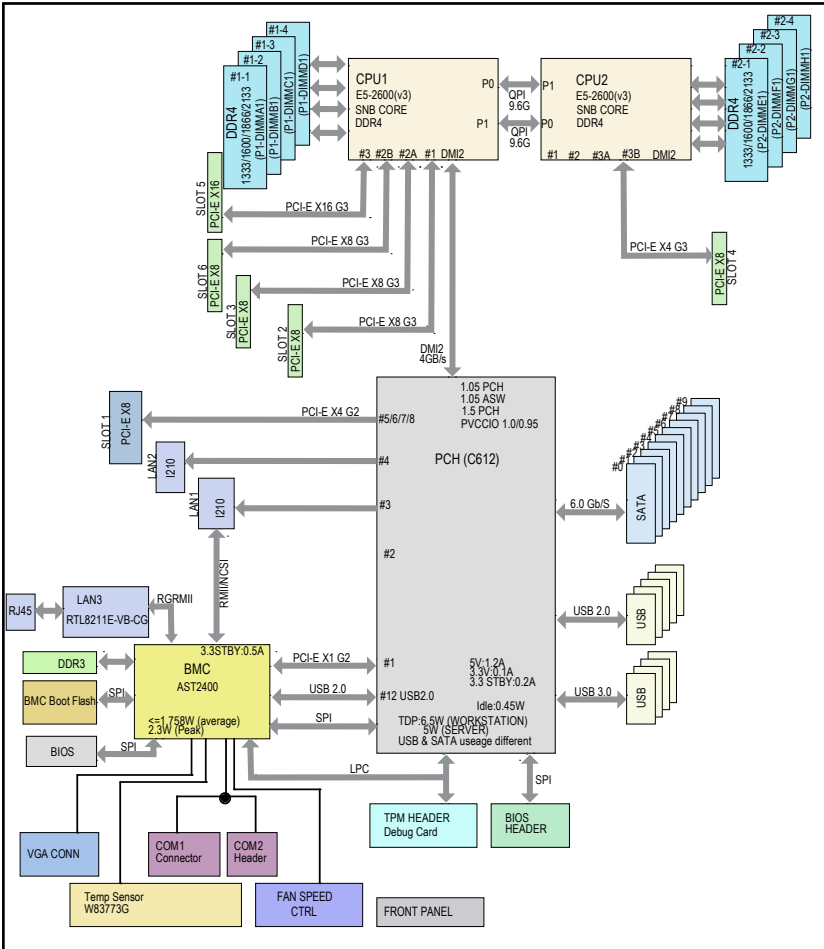 #1-4
#1-3
#1-2
#1-1
DDR4
1333/1600/1866/2133
(P1-DIMMA1)
(P1-DIMMB1)
(P1-DIMMC1)
(P1-DIMMD1)
CPU1
E5-2600(v3)
SNB CORE
DDR4
P0
P1
#3 #2B #2A #1 DMI2
QPI
9.6G
QPI
9.6G
CPU2
E5-2600(v3)
SNB CORE
DDR4
P1
P0
#1 #2 #3A #3B DMI2
#2-4
#2-3
#2-2
#2-1
DDR4
1333/1600/1866/2133
(P2-DIMME1)
(P2-DIMMF1)
(P2-DIMMG1)
(P2-DIMMH1)
SLOT 5
PCI-E X16
PCI-E X16 G3
SLOT 6
PCI-E X8
PCI-E X8 G3
SLOT 3
PCI-E X8
PCI-E X8 G3
SLOT 2
PCI-E X8
PCI-E X8 G3
PCI-E X4 G3
PCI-E X8
SLOT 4
DMI2
4GB/s
1.05 PCH
1.05 ASW
1.5 PCH
PVCCIO 1.0/0.95
PCH (C612)
SLOT 1
PCI-E X8
PCI-E X4 G2
#5/6/7/8
LAN2
I210
#4
LAN1
I210
#3
#2
RMII/NCSI
6.0 Gb/S
#9
#8
#7
#6
#5
#4
#3
#2
#1
#0
SATA
USB 2.0
USB
USB 3.0
USB
RJ45
LAN3
RTL8211E-VB-CG
RGRMII
3.3STBY:0.5A
BMC
AST2400
<=1.758W (average)
2.3W (Peak)
DDR3
BMC Boot Flash
SPI
BIOS
SPI
PCI-E X1 G2
#1
USB 2.0
#12 USB2.0
SPI
LPC
5V:1.2A
3.3V:0.1A
3.3 STBY:0.2A
Idle:0.45W
TDP:6.5W (WORKSTATION)
5W (SERVER)
USB & SATA useage different
SPI
TPM HEADER
Debug Card
BIOS
HEADER
VGA CONN
COM1
Connector
COM2
Header
Temp Sensor
W83773G
FAN SPEED
CTRL
FRONT PANEL